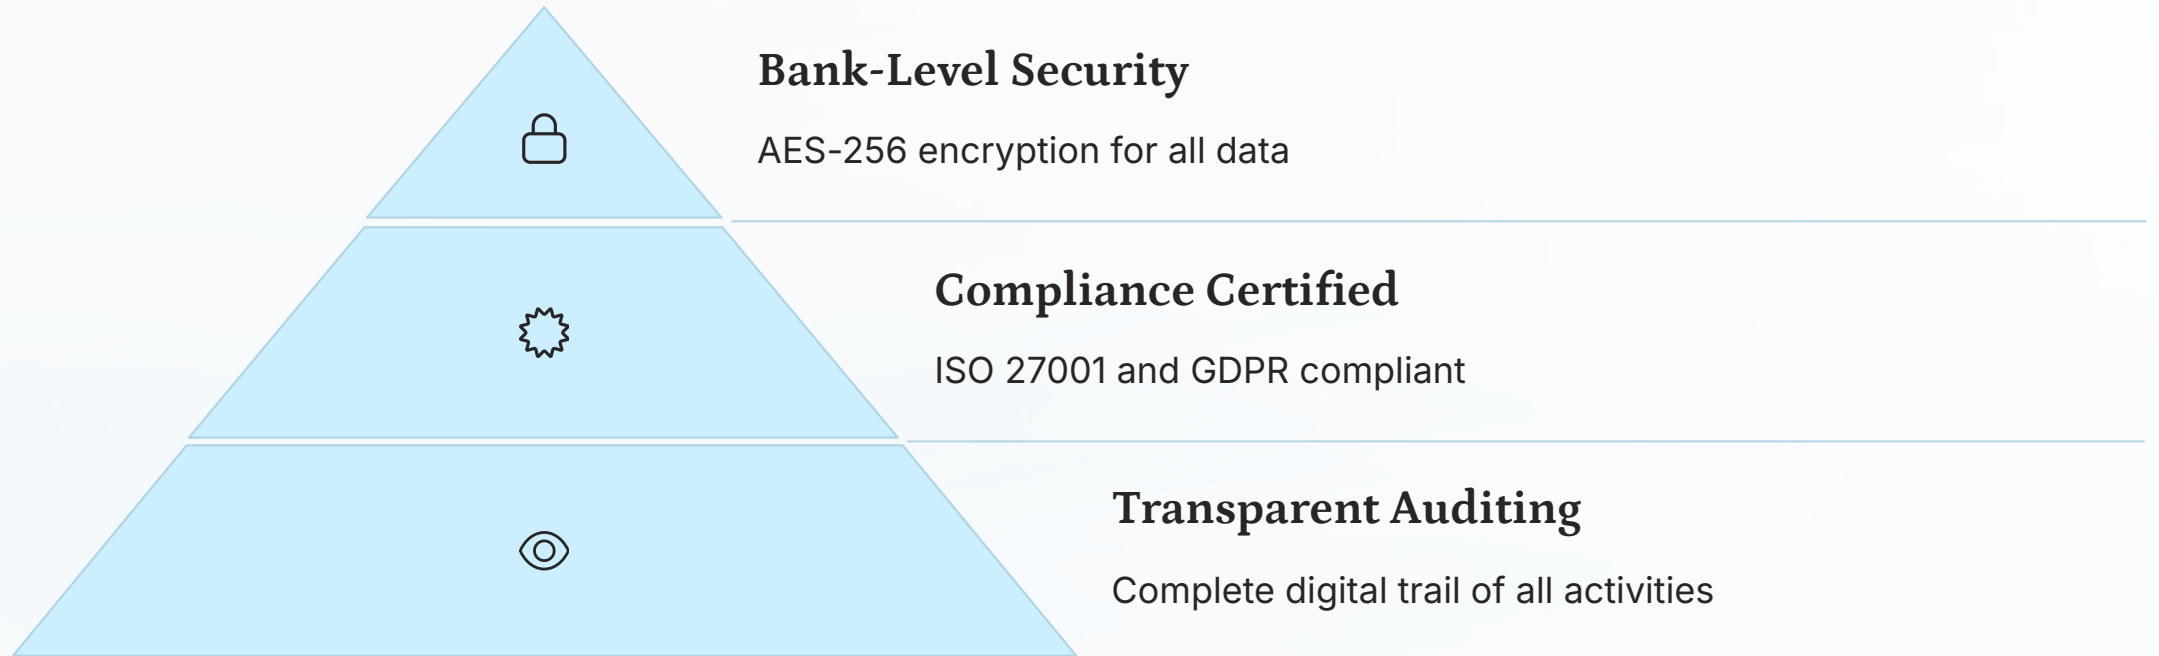 Bank-Level Security
AES-256 encryption for all data
Compliance Certified
ISO 27001 and GDPR compliant
Transparent Auditing
Complete digital trail of all activities